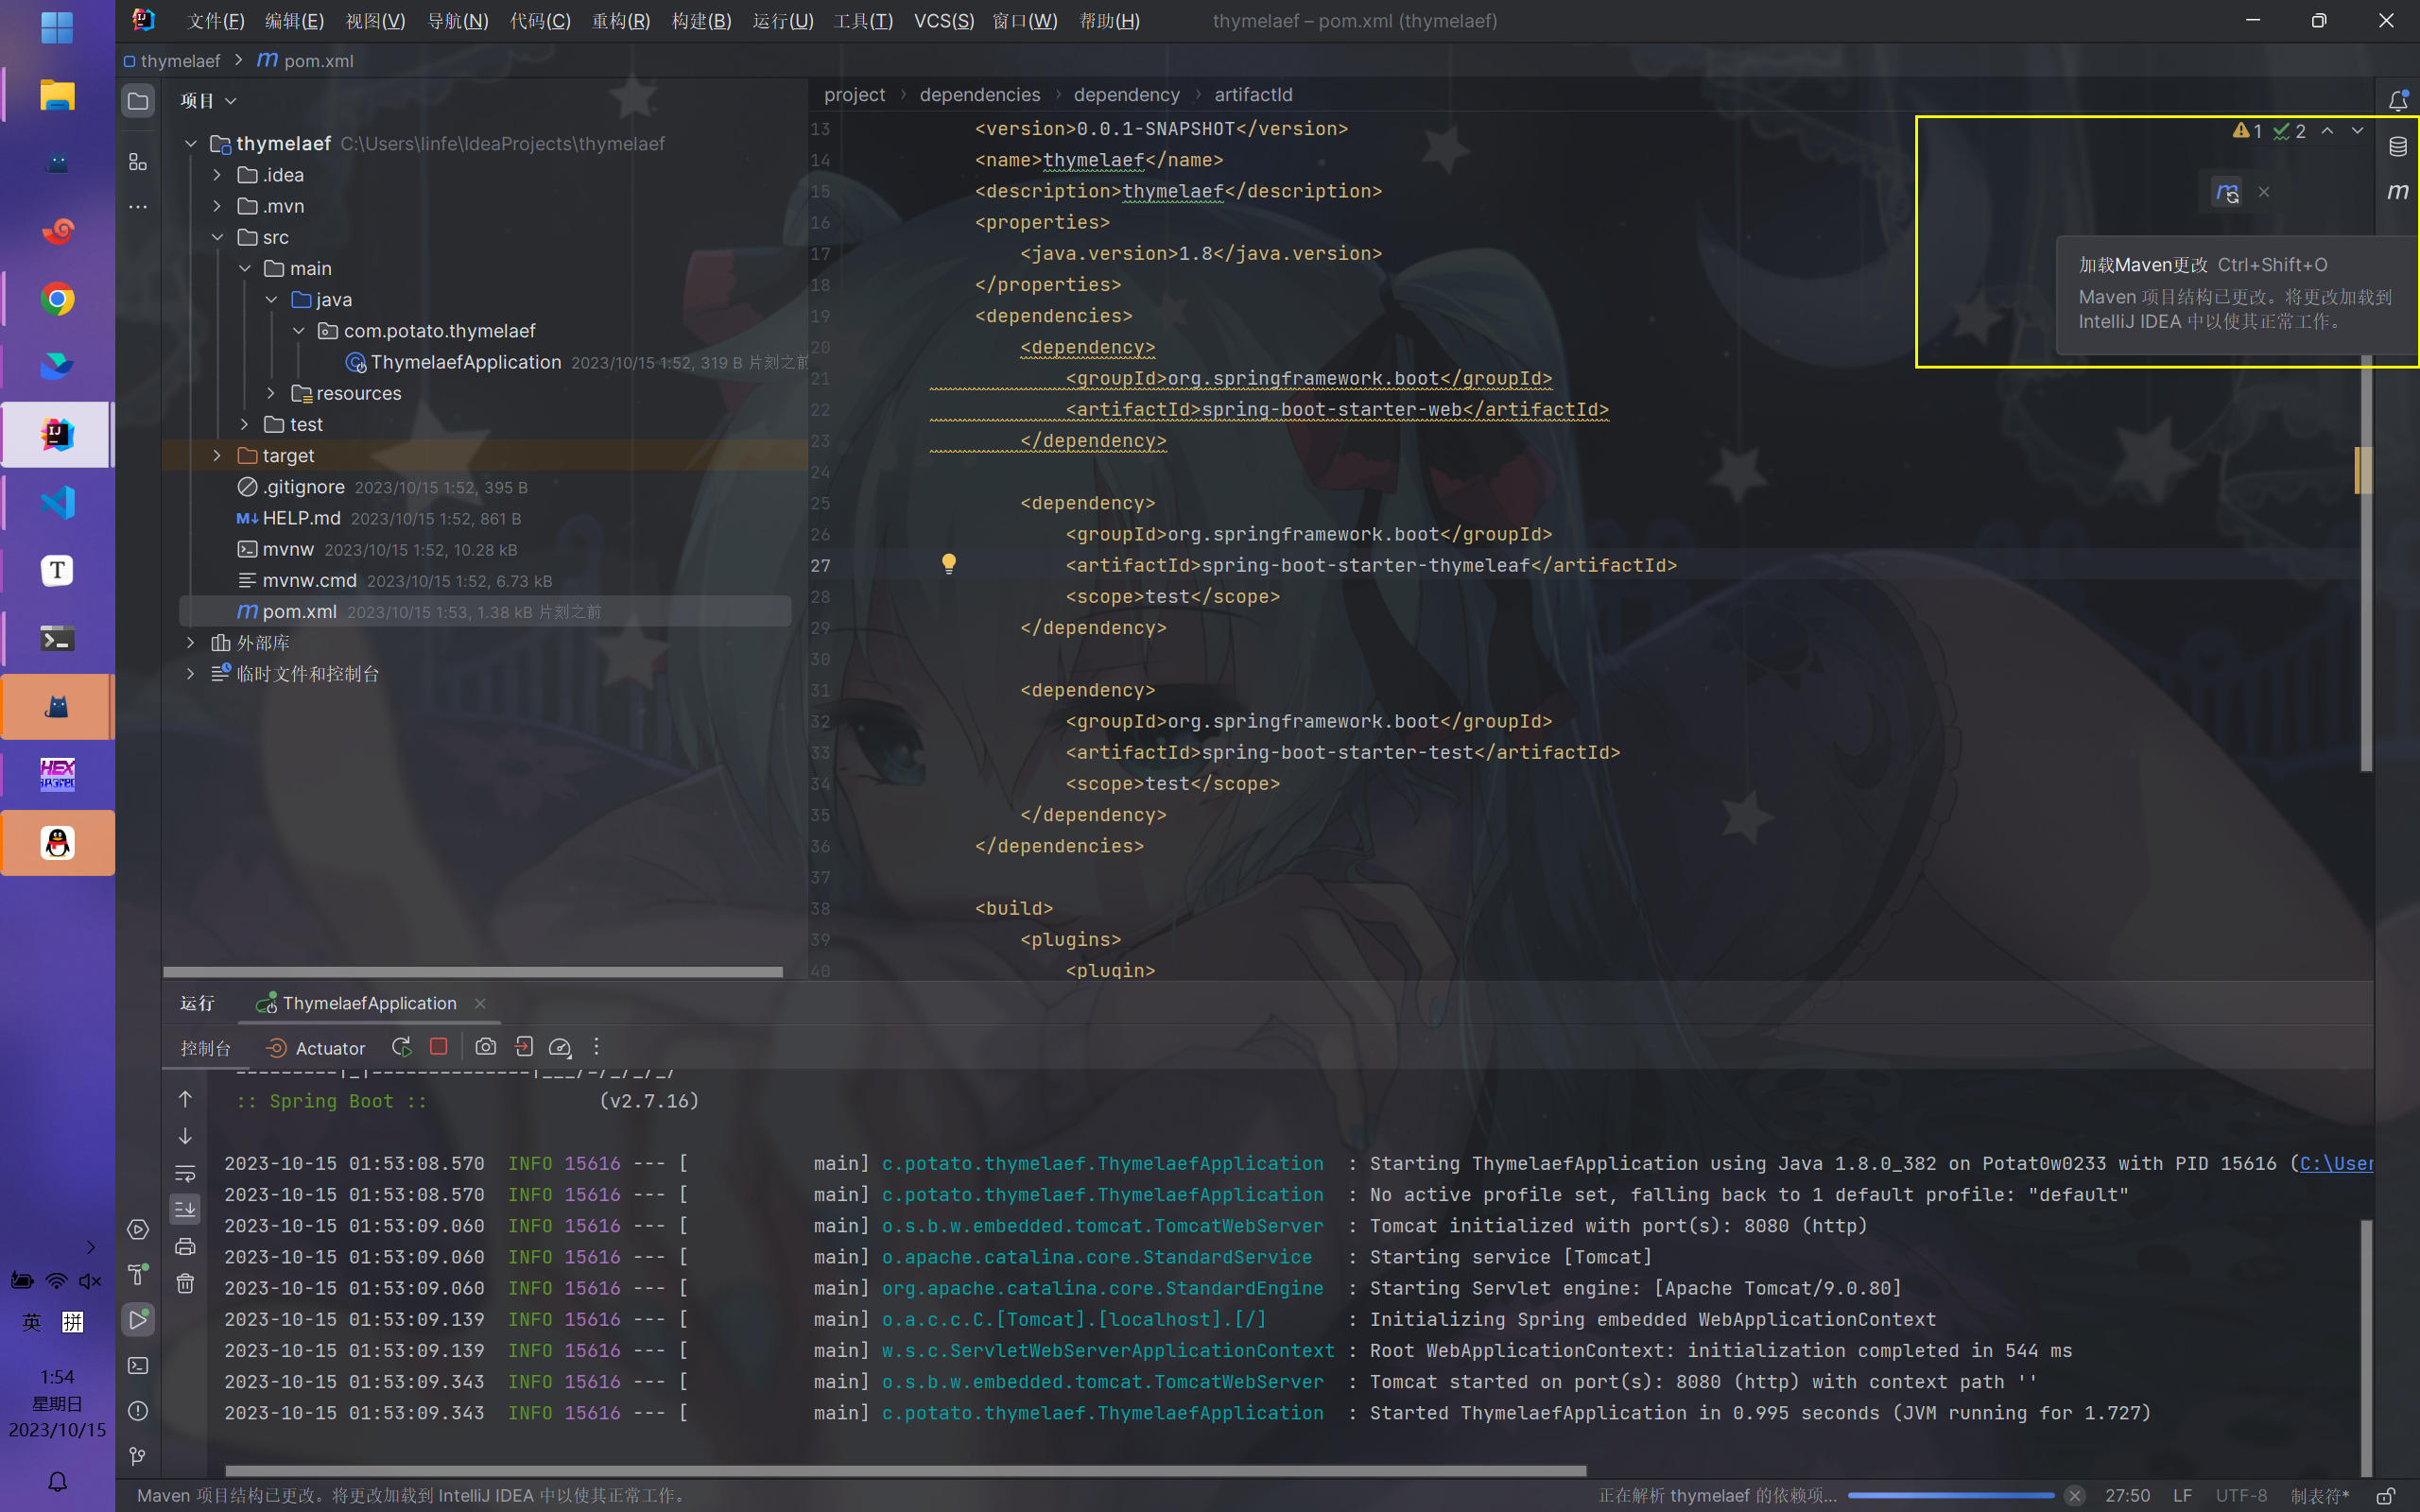 文件(F) 编辑(E) 视图(V) 导航(N) 代码(C) 重构(R) 构建(B) 运行(U) 工具(T) VCS(S) 窗口(W) 帮助(H) thymelaef – pom.xml (thymelaef)
thymelaef > m pom.xml
项目
thymelaef C:\Users\linfe\IdeaProjects\thymelaef
.idea
.mvn
src
main
java
com.potato.thymelaef
ThymelaefApplication 2023/10/15 1:52, 319 B 片刻之前
resources
test
target
.gitignore 2023/10/15 1:52, 395 B
M↓ HELP.md 2023/10/15 1:52, 861 B
mvnw 2023/10/15 1:52, 10.28 kB
mvnw.cmd 2023/10/15 1:52, 6.73 kB
m pom.xml 2023/10/15 1:53, 1.38 kB 片刻之前
外部库
临时文件和控制台
project > dependencies > dependency > artifactId
1 2
13 <version>0.0.1-SNAPSHOT</version>
14 <name>thymelaef</name>
15 <description>thymelaef</description>
16 <properties>
17 <java.version>1.8</java.version>
18 </properties>
19 <dependencies>
20 <dependency>
21 <groupId>org.springframework.boot</groupId>
22 <artifactId>spring-boot-starter-web</artifactId>
23 </dependency>
24
25 <dependency>
26 <groupId>org.springframework.boot</groupId>
27 <artifactId>spring-boot-starter-thymeleaf</artifactId>
28 <scope>test</scope>
29 </dependency>
30
31 <dependency>
32 <groupId>org.springframework.boot</groupId>
33 <artifactId>spring-boot-starter-test</artifactId>
34 <scope>test</scope>
35 </dependency>
36 </dependencies>
37
38 <build>
39 <plugins>
40 <plugin>
加载Maven更改 Ctrl+Shift+O
Maven 项目结构已更改。将更改加载到
IntelliJ IDEA 中以使其正常工作。
运行 ThymelaefApplication
控制台 Actuator
:: Spring Boot :: (v2.7.16)
2023-10-15 01:53:08.570 INFO 15616 --- [ main] c.potato.thymelaef.ThymelaefApplication : Starting ThymelaefApplication using Java 1.8.0_382 on Potat0w0233 with PID 15616 (C:\User
2023-10-15 01:53:08.570 INFO 15616 --- [ main] c.potato.thymelaef.ThymelaefApplication : No active profile set, falling back to 1 default profile: "default"
2023-10-15 01:53:09.060 INFO 15616 --- [ main] o.s.b.w.embedded.tomcat.TomcatWebServer : Tomcat initialized with port(s): 8080 (http)
2023-10-15 01:53:09.060 INFO 15616 --- [ main] o.apache.catalina.core.StandardService : Starting service [Tomcat]
2023-10-15 01:53:09.060 INFO 15616 --- [ main] org.apache.catalina.core.StandardEngine : Starting Servlet engine: [Apache Tomcat/9.0.80]
2023-10-15 01:53:09.139 INFO 15616 --- [ main] o.a.c.c.C.[Tomcat].[localhost].[/] : Initializing Spring embedded WebApplicationContext
2023-10-15 01:53:09.139 INFO 15616 --- [ main] w.s.c.ServletWebServerApplicationContext : Root WebApplicationContext: initialization completed in 544 ms
2023-10-15 01:53:09.343 INFO 15616 --- [ main] o.s.b.w.embedded.tomcat.TomcatWebServer : Tomcat started on port(s): 8080 (http) with context path ''
2023-10-15 01:53:09.343 INFO 15616 --- [ main] c.potato.thymelaef.ThymelaefApplication : Started ThymelaefApplication in 0.995 seconds (JVM running for 1.727)
Maven 项目结构已更改。将更改加载到 IntelliJ IDEA 中以使其正常工作。 正在解析 thymelaef 的依赖项... 27:50 LF UTF-8 制表符*
IJ
T
HEX
英 拼
1:54
星期日
2023/10/15